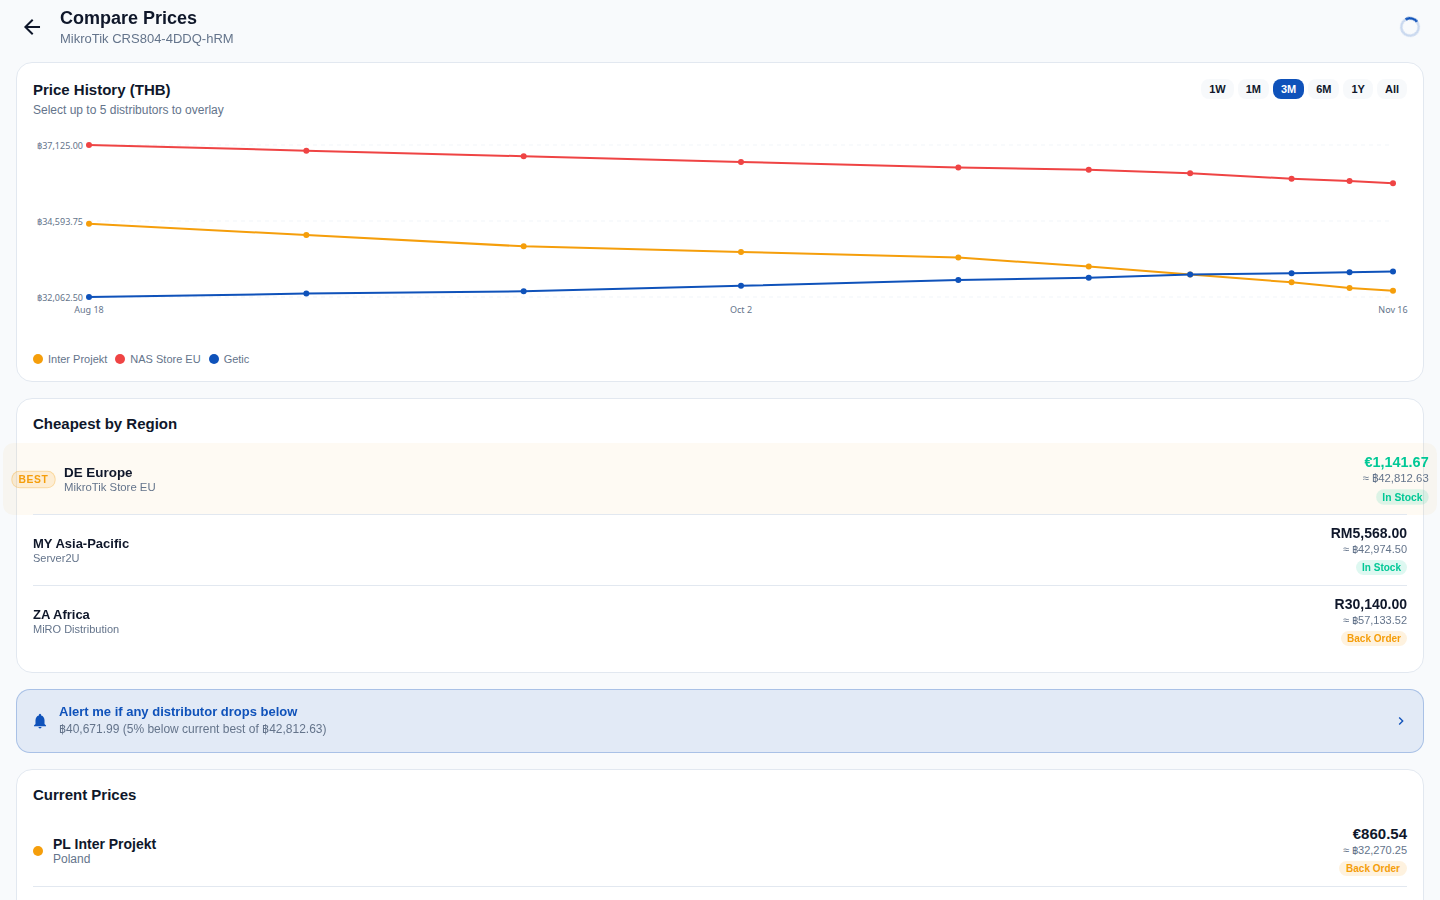 Compare Prices
MikroTik CRS804-4DDQ-hRM
Price History (THB)
Select up to 5 distributors to overlay
1W 1M 3M 6M 1Y All
฿37,125.00
฿34,593.75
฿32,062.50
Aug 18 Oct 2 Nov 16
Inter Projekt NAS Store EU Getic
Cheapest by Region
BEST
DE Europe
MikroTik Store EU
€1,141.67
≈ ฿42,812.63
In Stock
MY Asia-Pacific
Server2U
RM5,568.00
≈ ฿42,974.50
In Stock
ZA Africa
MiRO Distribution
R30,140.00
≈ ฿57,133.52
Back Order
Alert me if any distributor drops below
฿40,671.99 (5% below current best of ฿42,812.63)
Current Prices
PL Inter Projekt
Poland
€860.54
≈ ฿32,270.25
Back Order